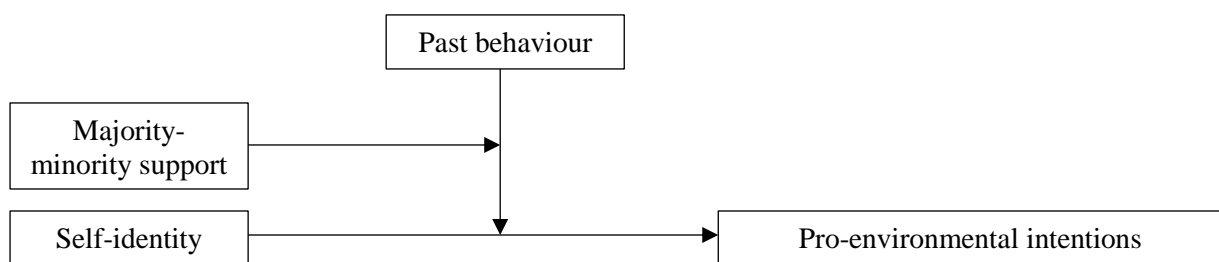 Past behaviour
Majority-
minority support
Self-identity
Pro-environmental intentions